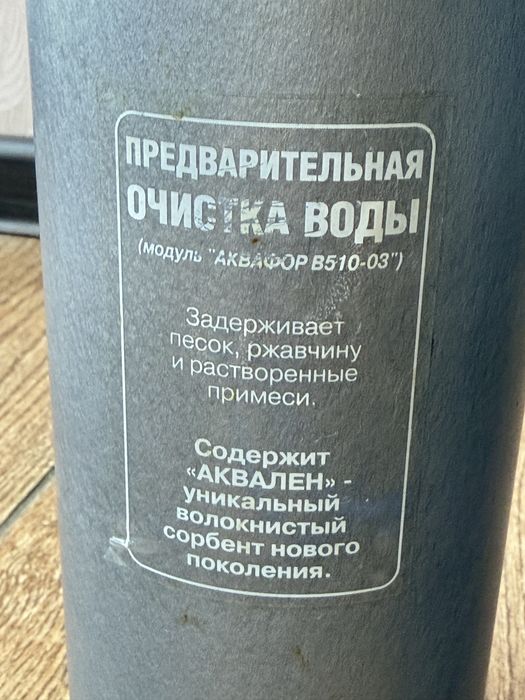 ПРЕДВАРИТЕЛЬНАЯ
ОЧИСТКА ВОДЫ
(модуль "АКВАФОР В510-03")
Задерживает
песок, ржавчину
и растворенные
примеси.
Содержит
«АКВАЛЕН» -
уникальный
волокнистый
сорбент нового
поколения.